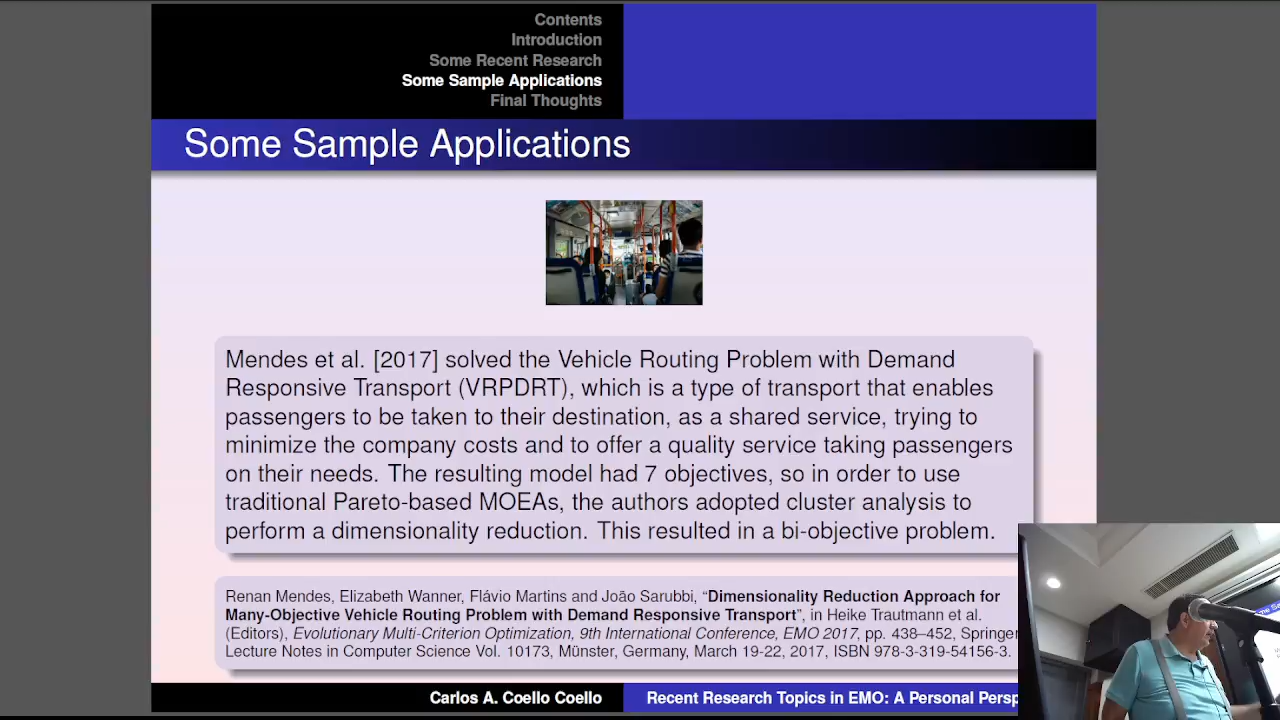 Contents
Introduction
Some Recent Research
Some Sample Applications
Final Thoughts
Some Sample Applications
Mendes et al. [2017] solved the Vehicle Routing Problem with Demand
Responsive Transport (VRPDRT), which is a type of transport that enables
passengers to be taken to their destination, as a shared service, trying to
minimize the company costs and to offer a quality service taking passengers
on their needs. The resulting model had 7 objectives, so in order to use
traditional Pareto-based MOEAs, the authors adopted cluster analysis to
perform a dimensionality reduction. This resulted in a bi-objective problem.
Renan Mendes, Elizabeth Wanner, Flávio Martins and João Sarubbi, “Dimensionality Reduction Approach for
Many-Objective Vehicle Routing Problem with Demand Responsive Transport”, in Heike Trautmann et al.
(Editors), Evolutionary Multi-Criterion Optimization, 9th International Conference, EMO 2017, pp. 438–452, Springer
Lecture Notes in Computer Science Vol. 10173, Münster, Germany, March 19-22, 2017, ISBN 978-3-319-54156-3.
Carlos A. Coello Coello
Recent Research Topics in EMO: A Personal Persp